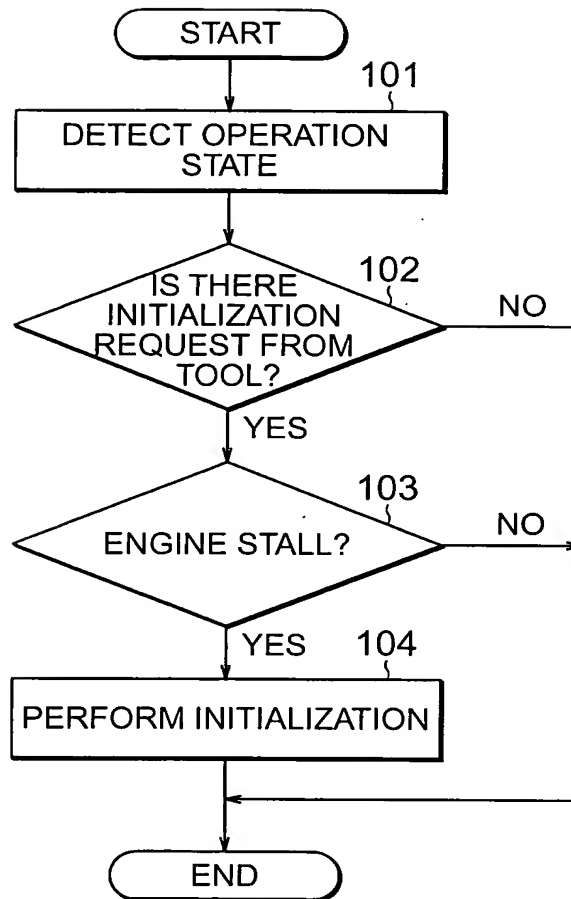 START
101
DETECT OPERATION
STATE
102
IS THERE
INITIALIZATION
REQUEST FROM
TOOL?
NO
YES
103
ENGINE STALL?
NO
YES
104
PERFORM INITIALIZATION
END